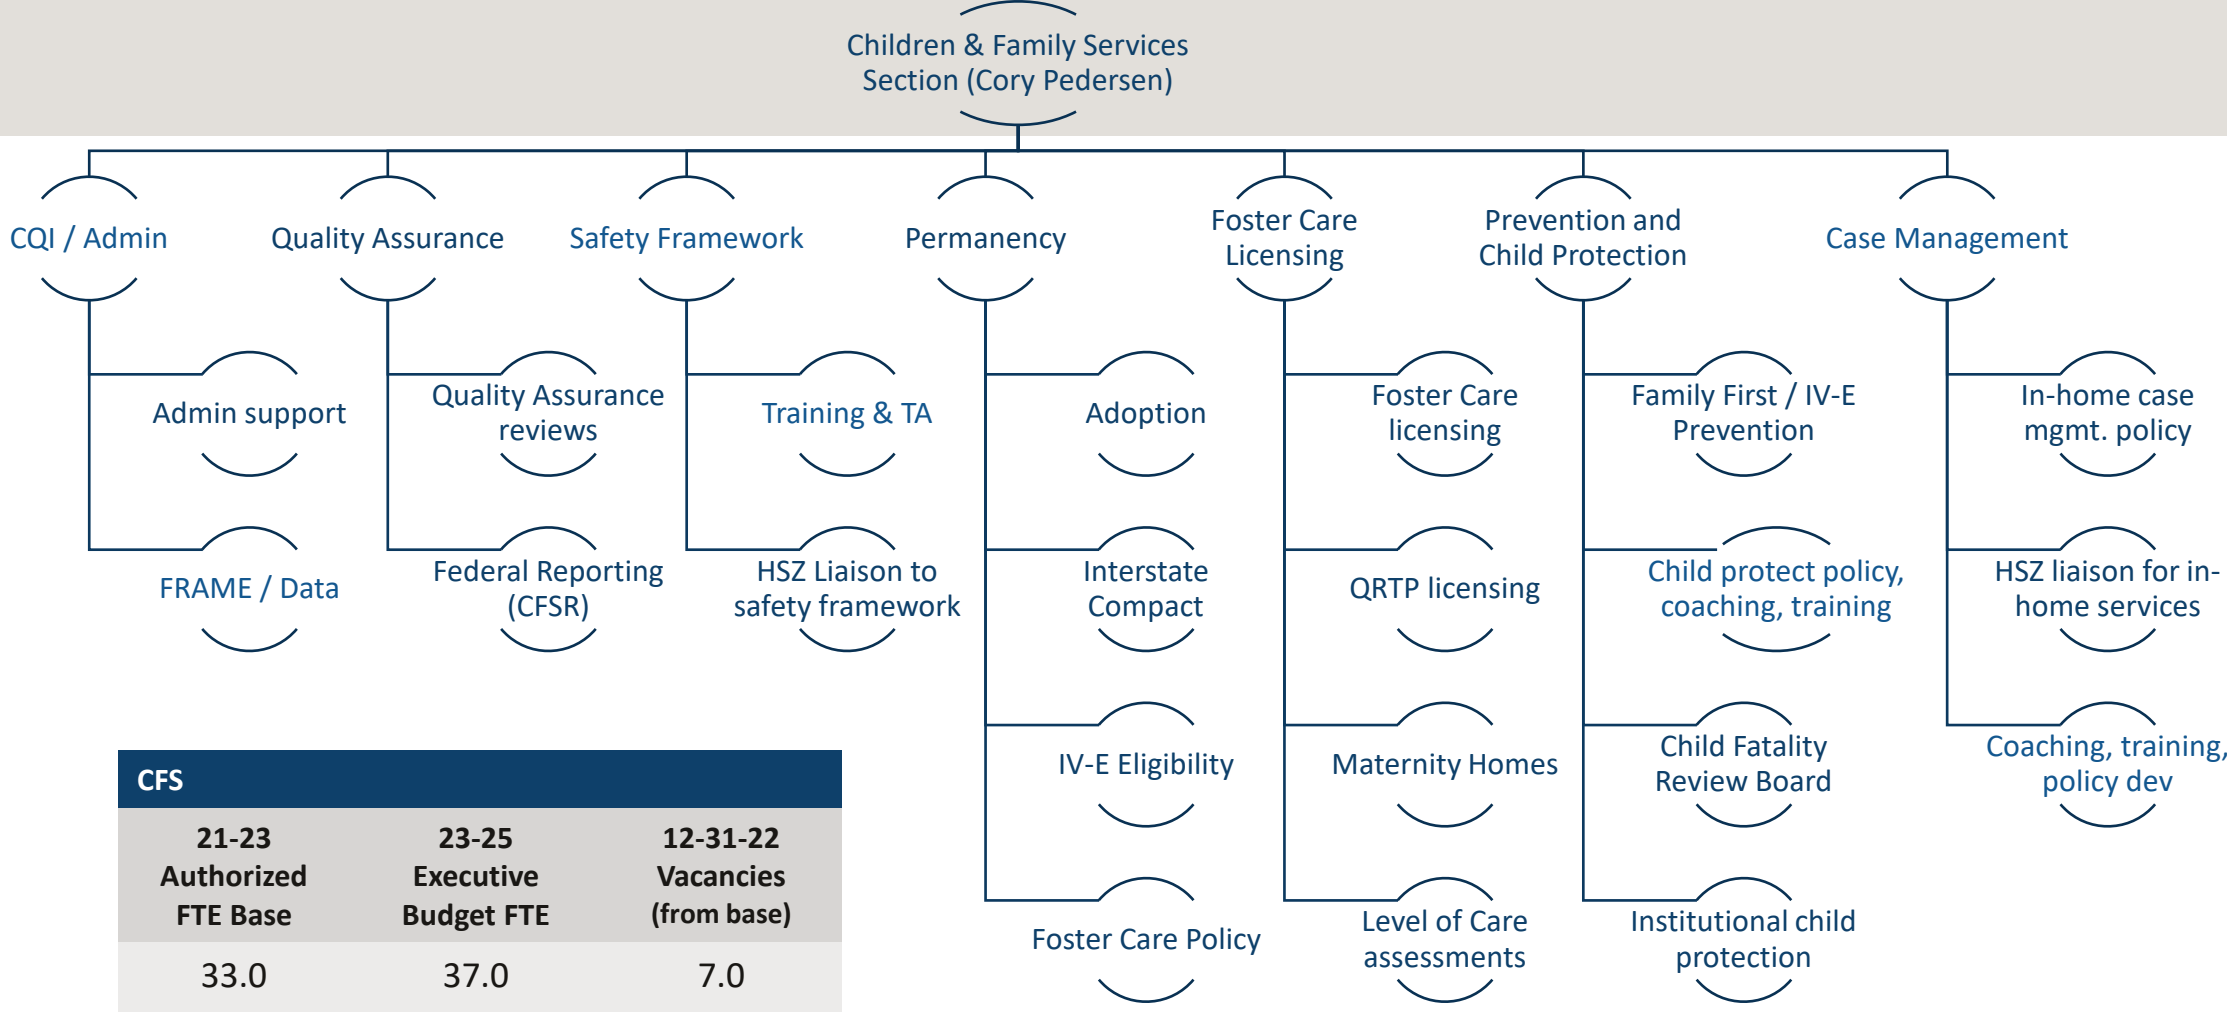 Children & Family Services
Section (Cory Pedersen)
CQI / Admin
Quality Assurance
Safety Framework
Permanency
Foster Care
Licensing
Prevention and
Child Protection
Case Management
Admin support
FRAME / Data
Quality Assurance
reviews
Federal Reporting
(CFSR)
Training & TA
HSZ Liaison to
safety framework
Adoption
Interstate
Compact
IV-E Eligibility
Foster Care Policy
Foster Care
licensing
QRTP licensing
Maternity Homes
Level of Care
assessments
Family First / IV-E
Prevention
Child protect policy,
coaching, training
Child Fatality
Review Board
Institutional child
protection
In-home case
mgmt. policy
HSZ liaison for in-
home services
Coaching, training,
policy dev
CFS
21-23
Authorized
FTE Base
23-25
Executive
Budget FTE
12-31-22
Vacancies
(from base)
33.0
37.0
7.0